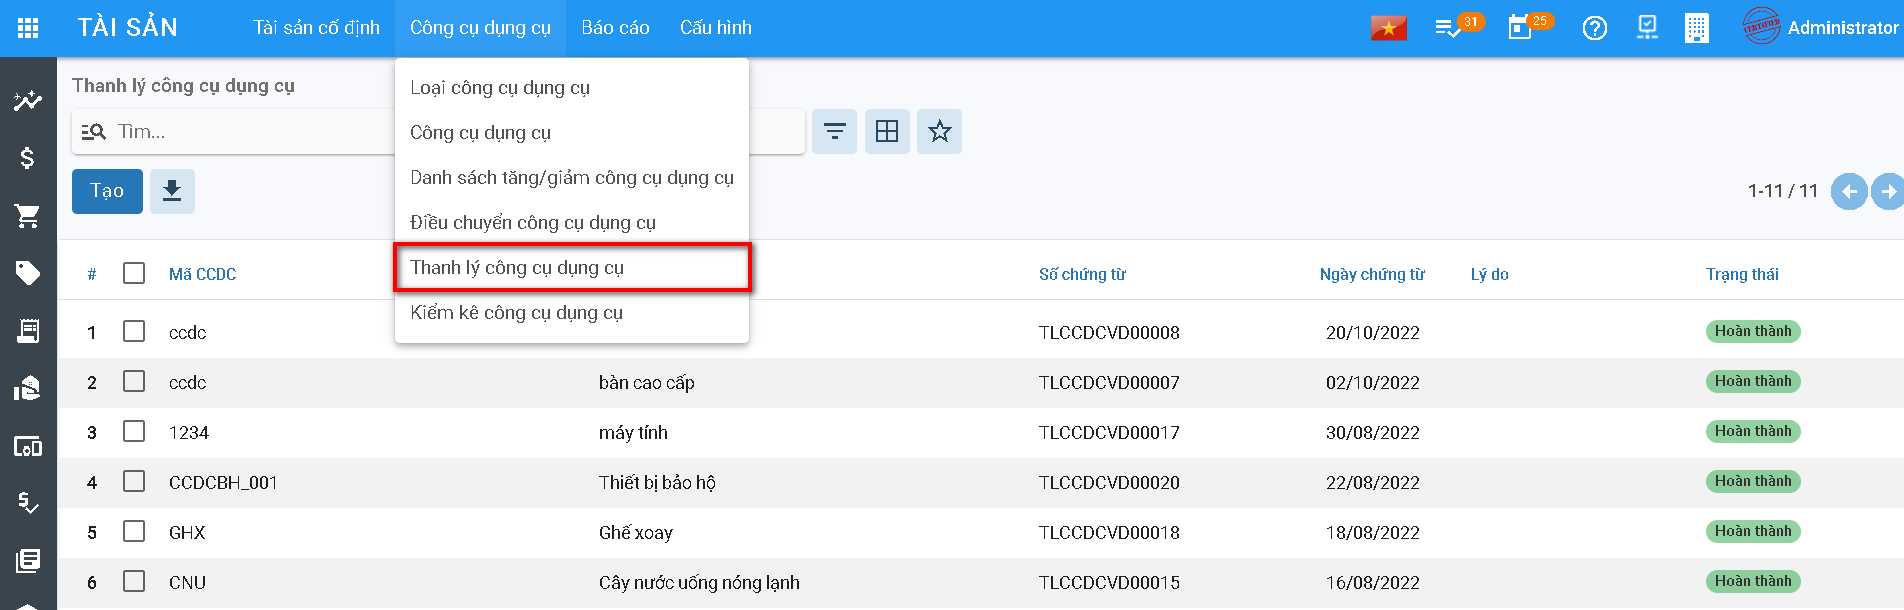 TÀI SẢN Tài sản cố định Công cụ dụng cụ Báo cáo Cấu hình 31 25 CERTIFIED Administrator
Thanh lý công cụ dụng cụ
Tìm...
Loại công cụ dụng cụ
Công cụ dụng cụ
Danh sách tăng/giảm công cụ dụng cụ
Điều chuyển công cụ dụng cụ
Thanh lý công cụ dụng cụ
Kiểm kê công cụ dụng cụ
Tạo 1-11 / 11
# Mã CCDC Số chứng từ Ngày chứng từ Lý do Trạng thái
1 ccdc TLCCDCVD00008 20/10/2022 Hoàn thành
2 ccdc bàn cao cấp TLCCDCVD00007 02/10/2022 Hoàn thành
3 1234 máy tính TLCCDCVD00017 30/08/2022 Hoàn thành
4 CCDCBH_001 Thiết bị bảo hộ TLCCDCVD00020 22/08/2022 Hoàn thành
5 GHX Ghế xoay TLCCDCVD00018 18/08/2022 Hoàn thành
6 CNU Cây nước uống nóng lạnh TLCCDCVD00015 16/08/2022 Hoàn thành